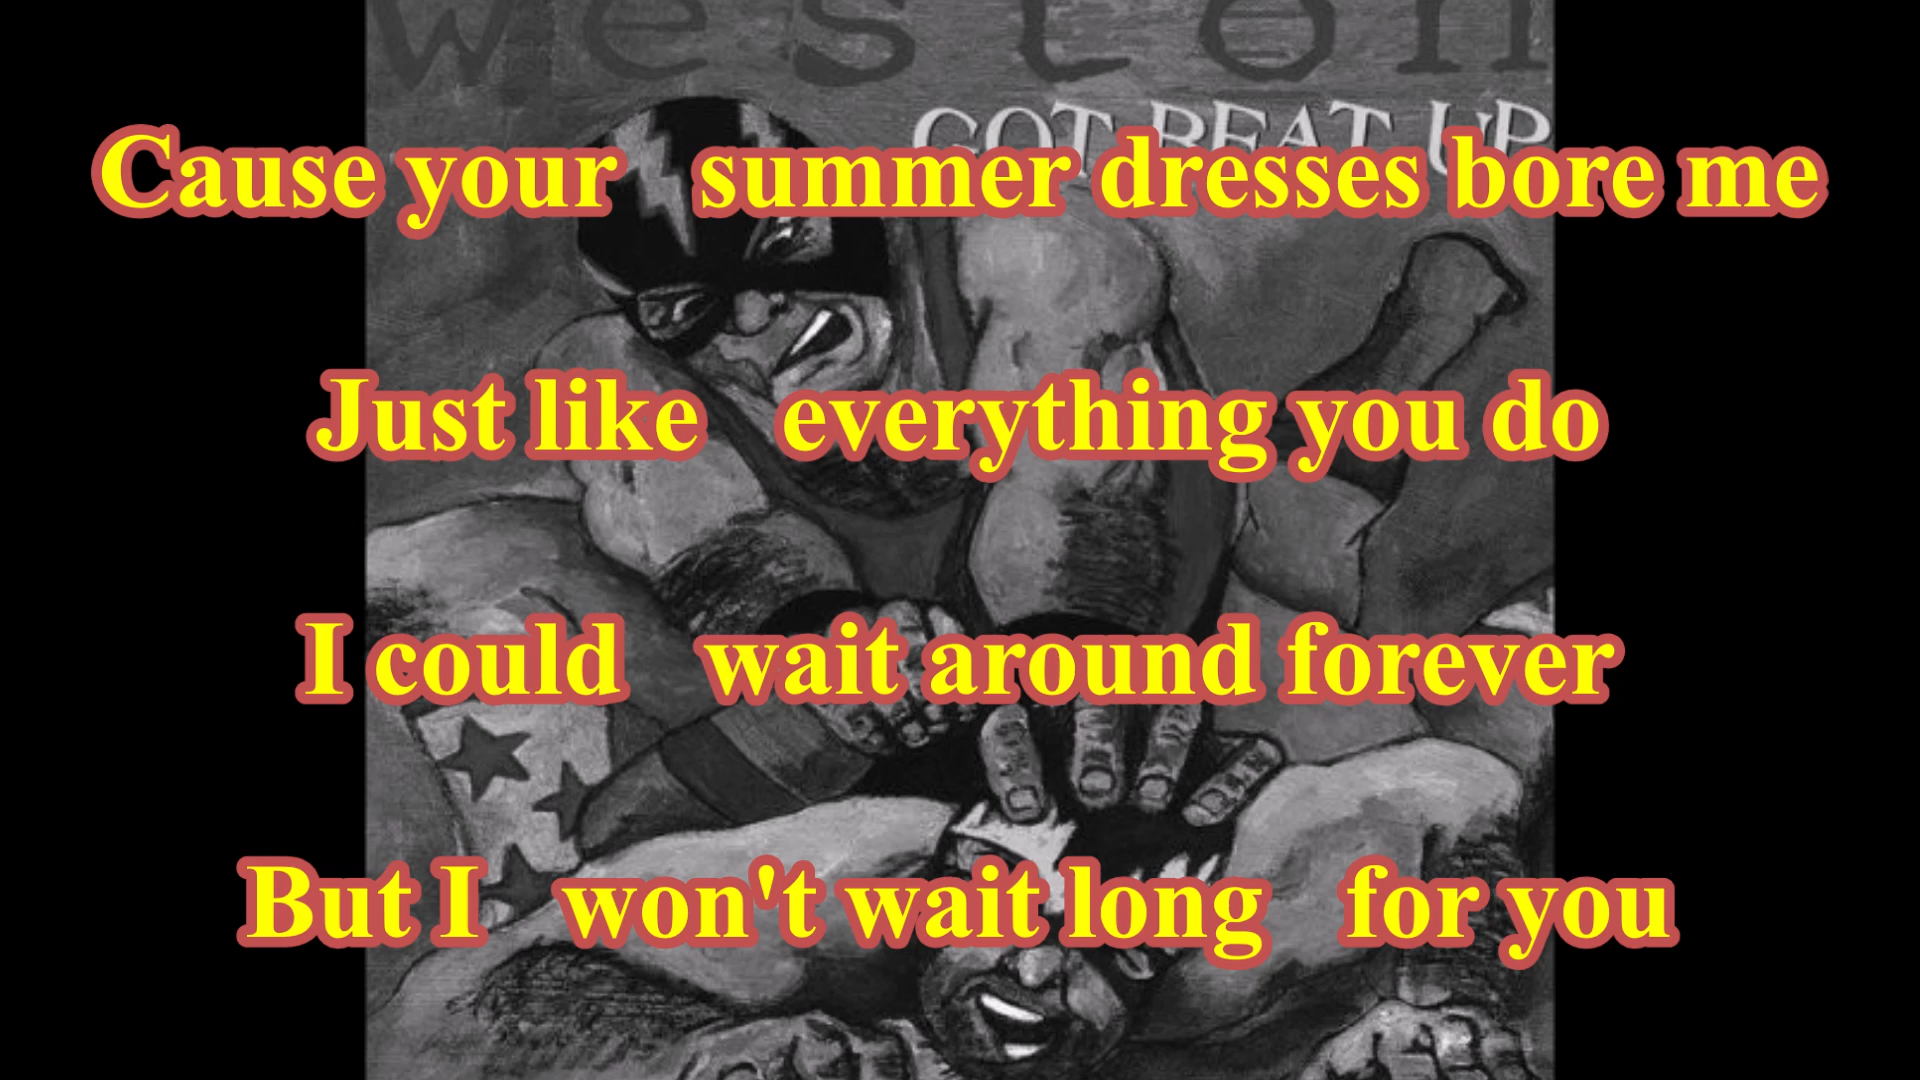 weston
GOT BEAT UP
Cause your summer dresses bore me
Just like everything you do
I could wait around forever
But I won't wait long for you